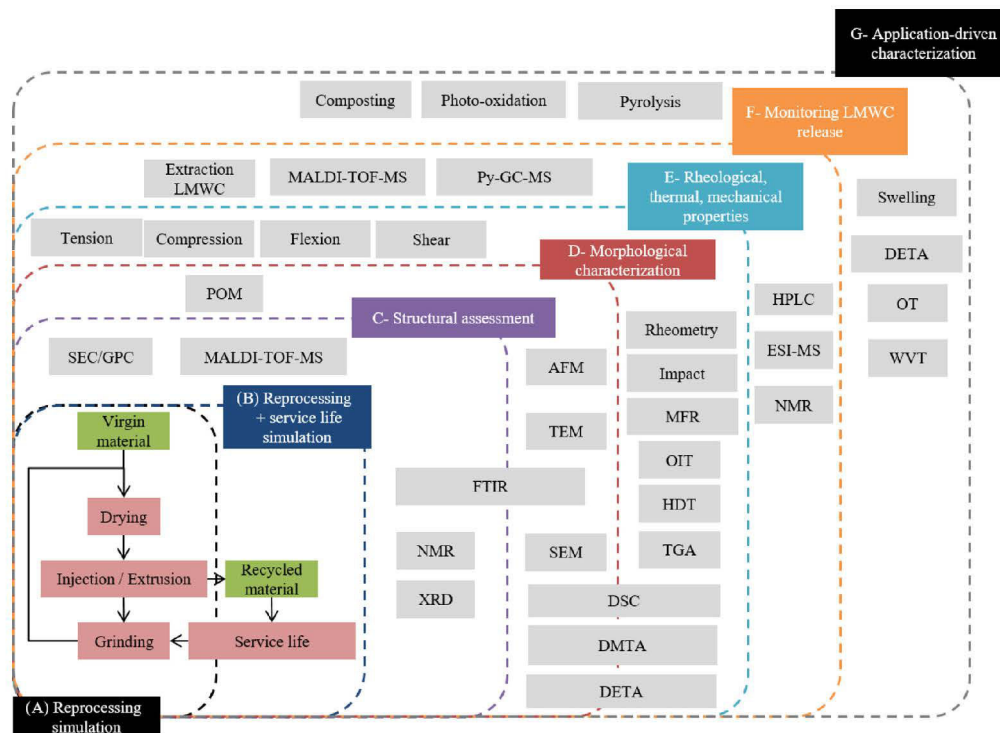 G- Application-driven
characterization
Composting
Photo-oxidation
Pyrolysis
F- Monitoring LMWC
release
Extraction
LMWC
MALDI-TOF-MS
Py-GC-MS
E- Rheological,
thermal, mechanical
properties
Swelling
Tension
Compression
Flexion
Shear
D- Morphological
characterization
DETA
POM
HPLC
OT
C- Structural assessment
Rheometry
SEC/GPC
MALDI-TOF-MS
AFM
ESI-MS
WVT
Impact
(B) Reprocessing
+ service life
simulation
NMR
Virgin
material
MFR
TEM
OIT
FTIR
HDT
Drying
NMR
SEM
TGA
Injection / Extrusion
Recycled
material
XRD
DSC
Grinding
Service life
DMTA
DETA
(A) Reprocessing
simulation